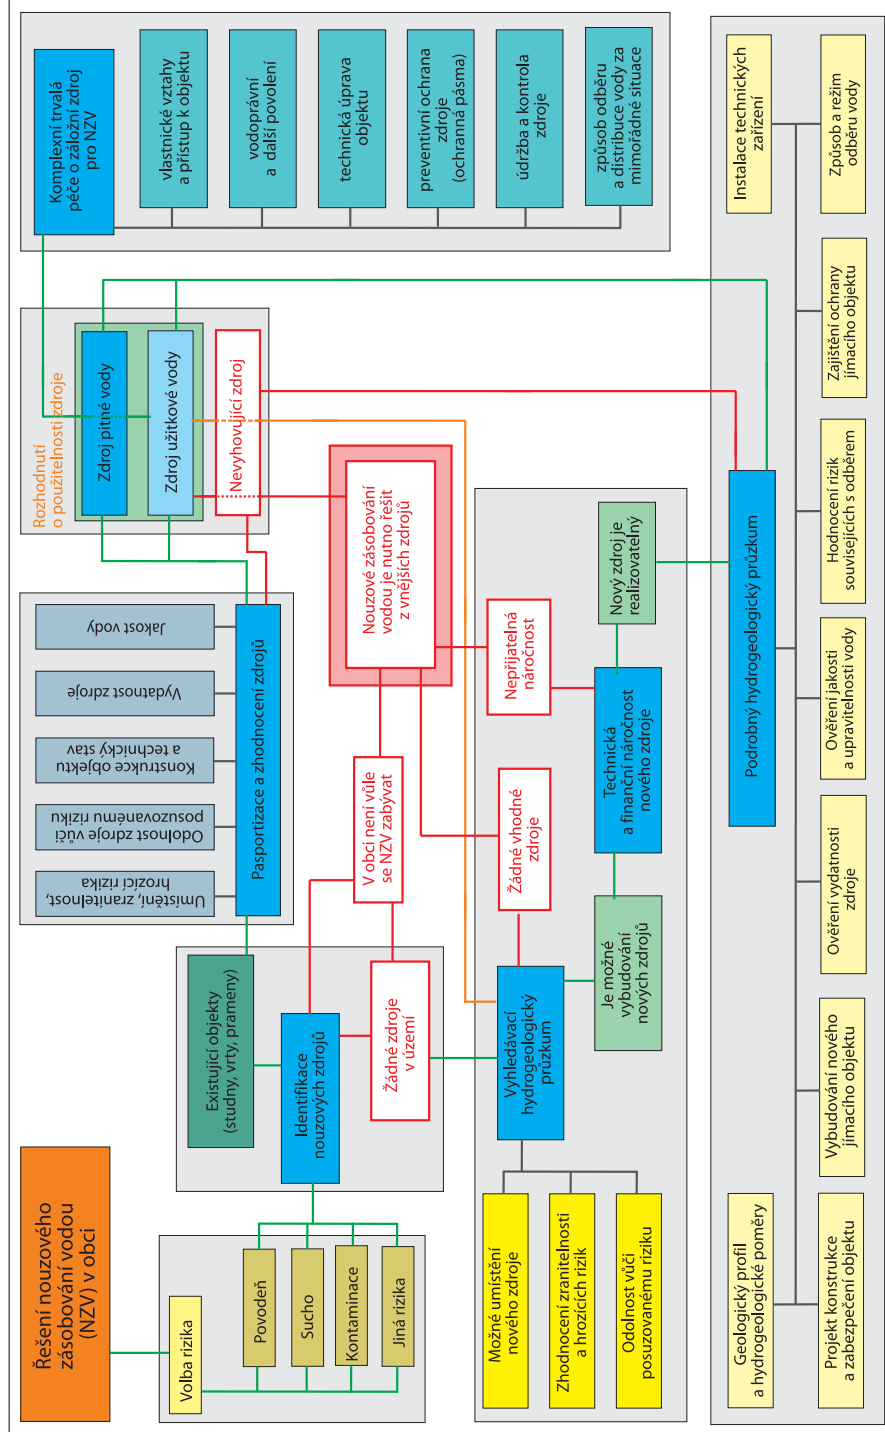 Řešení nouzového
zásobování vodou
(NZV) v obci
Volba rizika
Povodeň
Sucho
Kontaminace
Jiná rizika
Existující objekty
(studny, vrty, prameny)
Identifikace
nouzových zdrojů
Žádné zdroje
v území
V obci není vůle
se NZV zabývat
Umístění, zranitelnost,
hrozící rizika
Odolnost zdroje vůči
posuzovanému riziku
Konstrukce objektu
a technický stav
Vydatnost zdroje
Jakost vody
Pasportizace a zhodnocení zdrojů
Rozhodnutí
o použitelnosti zdroje
Zdroj pitné vody
Zdroj užitkové vody
Nevyhovující zdroj
Nouzové zásobování
vodou je nutno řešit
z vnějších zdrojů
Komplexní trvalá
péče o záložní zdroj
pro NZV
vlastnické vztahy
a přístup k objektu
vodoprávní
a další povolení
technická úprava
objektu
preventivní ochrana
zdroje
(ochranná pásma)
údržba a kontrola
zdroje
způsob odběru
a distribuce vody za
mimořádné situace
Možné umístění
nového zdroje
Zhodnocení zranitelnosti
a hrozících rizik
Odolnost vůči
posuzovanému riziku
Vyhledávací
hydrogeologický
průzkum
Žádné vhodné
zdroje
Je možné
vybudování
nových zdrojů
Technická
a finanční náročnost
nového zdroje
Nepřijatelná
náročnost
Nový zdroj je
realizovatelný
Podrobný hydrogeologický průzkum
Geologický profil
a hydrogeologické poměry
Instalace technických
zařízení
Projekt konstrukce
a zabezpečení objektu
Vybudování nového
jímacího objektu
Ověření vydatnosti
zdroje
Ověření jakosti
a upravitelnosti vody
Hodnocení rizik
souvisejících s odběrem
Zajištění ochrany
jímacího objektu
Způsob a režim
odběru vody